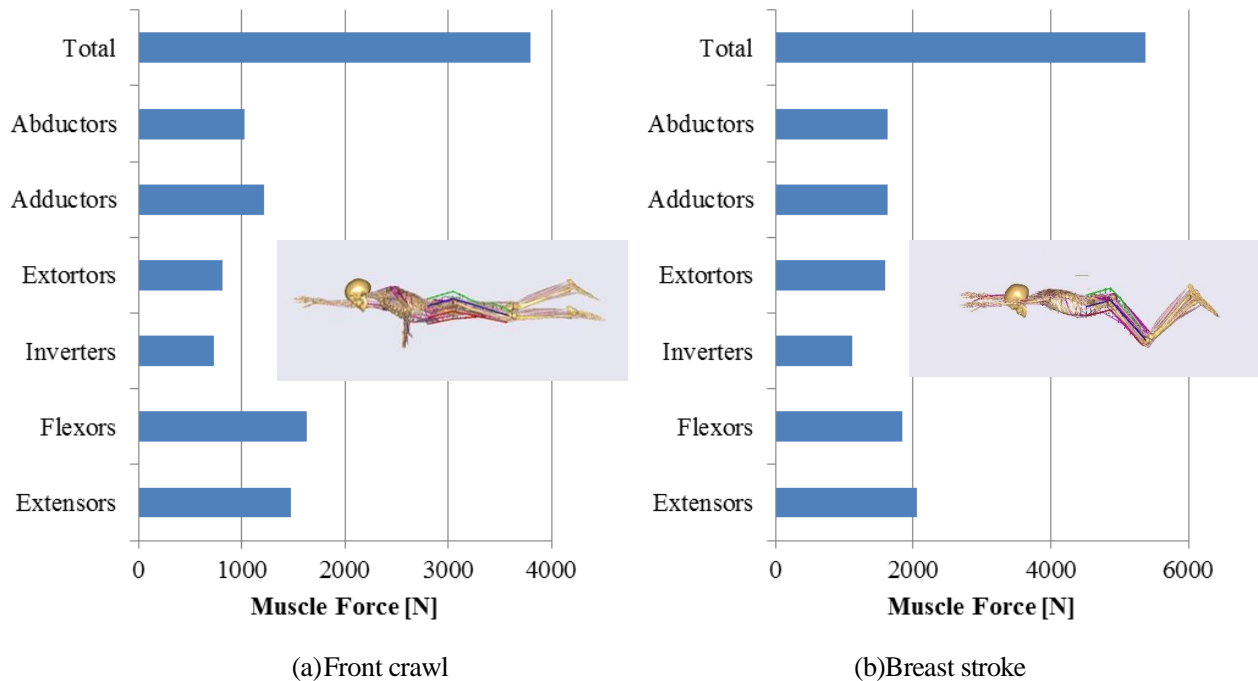 Total
Abductors
Adductors
Extortors
Inverters
Flexors
Extensors
0 1000 2000 3000 4000
Muscle Force [N]
(a)Front crawl
Total
Abductors
Adductors
Extortors
Inverters
Flexors
Extensors
0 2000 4000 6000
Muscle Force [N]
(b)Breast stroke